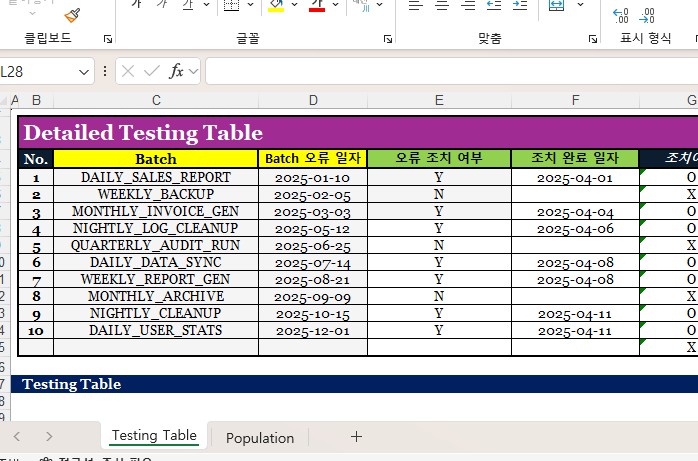 클립보드 글꼴 맞춤 표시 형식
L28 fx
A B C D E F G
Detailed Testing Table
No. Batch Batch 오류 일자 오류 조치 여부 조치 완료 일자
1 DAILY_SALES_REPORT 2025-01-10 Y 2025-04-01 O
2 WEEKLY_BACKUP 2025-02-05 N X
3 MONTHLY_INVOICE_GEN 2025-03-03 Y 2025-04-04 O
4 NIGHTLY_LOG_CLEANUP 2025-05-12 Y 2025-04-06 O
5 QUARTERLY_AUDIT_RUN 2025-06-25 N X
6 DAILY_DATA_SYNC 2025-07-14 Y 2025-04-08 O
7 WEEKLY_REPORT_GEN 2025-08-21 Y 2025-04-08 O
8 MONTHLY_ARCHIVE 2025-09-09 N X
9 NIGHTLY_CLEANUP 2025-10-15 Y 2025-04-11 O
10 DAILY_USER_STATS 2025-12-01 Y 2025-04-11 O
X
Testing Table
Testing Table Population +